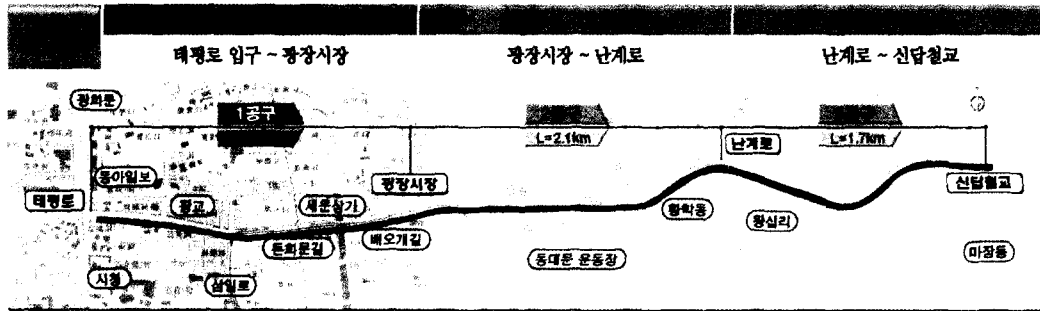 태평로 입구 ~ 광장시장
광장시장 ~ 난계로
난계로 ~ 신답철교
광화문
1공구
L=2.1km
L=1.7km
난계로
동아일보
광장시장
신답철교
태평로
광교
세운상가
황학동
왕십리
돈화문길
배오개길
동대문 운동장
마장동
시청
삼일로